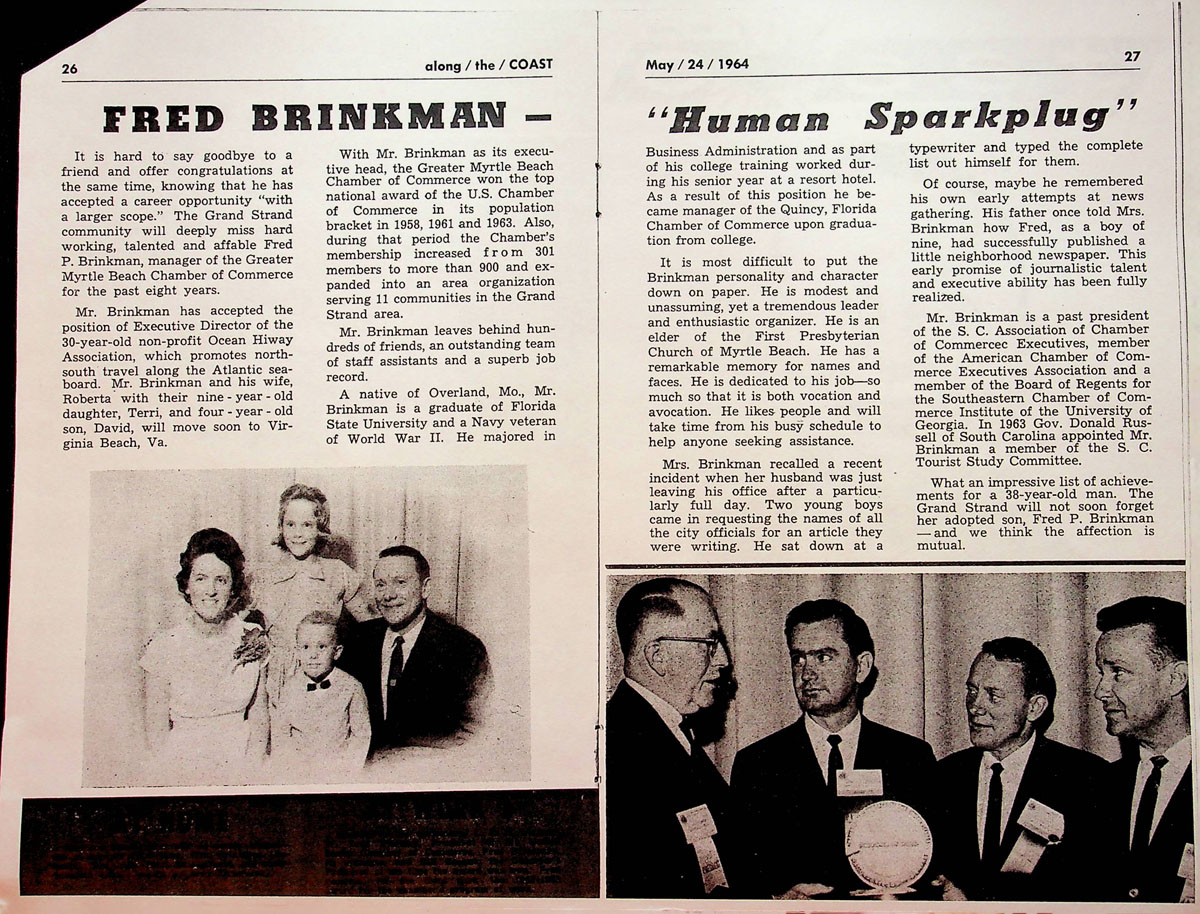 26
along / the / COAST
FRED BRINKMAN —
It is hard to say goodbye to a
friend and offer congratulations at
the same time, knowing that he has
accepted a career opportunity "with
a larger scope." The Grand Strand
community will deeply miss hard
working, talented and affable Fred
P. Brinkman, manager of the Greater
Myrtle Beach Chamber of Commerce
for the past eight years.
Mr. Brinkman has accepted the
position of Executive Director of the
30-year-old non-profit Ocean Hiway
Association, which promotes north-
south travel along the Atlantic sea-
board. Mr. Brinkman and his wife,
Roberta with their nine-year-old
daughter, Terri, and four-year-old
son, David, will move soon to Vir-
ginia Beach, Va.
With Mr. Brinkman as its execu-
tive head, the Greater Myrtle Beach
Chamber of Commerce won the top
national award of the U.S. Chamber
of Commerce in its population
bracket in 1958, 1961 and 1963. Also,
during that period the Chamber's
membership increased from 301
members to more than 900 and ex-
panded into an area organization
serving 11 communities in the Grand
Strand area.
Mr. Brinkman leaves behind hun-
dreds of friends, an outstanding team
of staff assistants and a superb job
record.
A native of Overland, Mo., Mr.
Brinkman is a graduate of Florida
State University and a Navy veteran
of World War II. He majored in
May / 24 / 1964
27
"Human Sparkplug"
Business Administration and as part
of his college training worked dur-
ing his senior year at a resort hotel.
As a result of this position he be-
came manager of the Quincy, Florida
Chamber of Commerce upon gradua-
tion from college.
It is most difficult to put the
Brinkman personality and character
down on paper. He is modest and
unassuming, yet a tremendous leader
and enthusiastic organizer. He is an
elder of the First Presbyterian
Church of Myrtle Beach. He has a
remarkable memory for names and
faces. He is dedicated to his job—so
much so that it is both vocation and
avocation. He likes people and will
take time from his busy schedule to
help anyone seeking assistance.
Mrs. Brinkman recalled a recent
incident when her husband was just
leaving his office after a particu-
larly full day. Two young boys
came in requesting the names of all
the city officials for an article they
were writing. He sat down at a
typewriter and typed the complete
list out himself for them.
Of course, maybe he remembered
his own early attempts at news
gathering. His father once told Mrs.
Brinkman how Fred, as a boy of
nine, had successfully published a
little neighborhood newspaper. This
early promise of journalistic talent
and executive ability has been fully
realized.
Mr. Brinkman is a past president
of the S. C. Association of Chamber
of Commercec Executives, member
of the American Chamber of Com-
merce Executives Association and a
member of the Board of Regents for
the Southeastern Chamber of Com-
merce Institute of the University of
Georgia. In 1963 Gov. Donald Rus-
sell of South Carolina appointed Mr.
Brinkman a member of the S. C.
Tourist Study Committee.
What an impressive list of achieve-
ments for a 38-year-old man. The
Grand Strand will not soon forget
her adopted son, Fred P. Brinkman
—and we think the affection is
mutual.